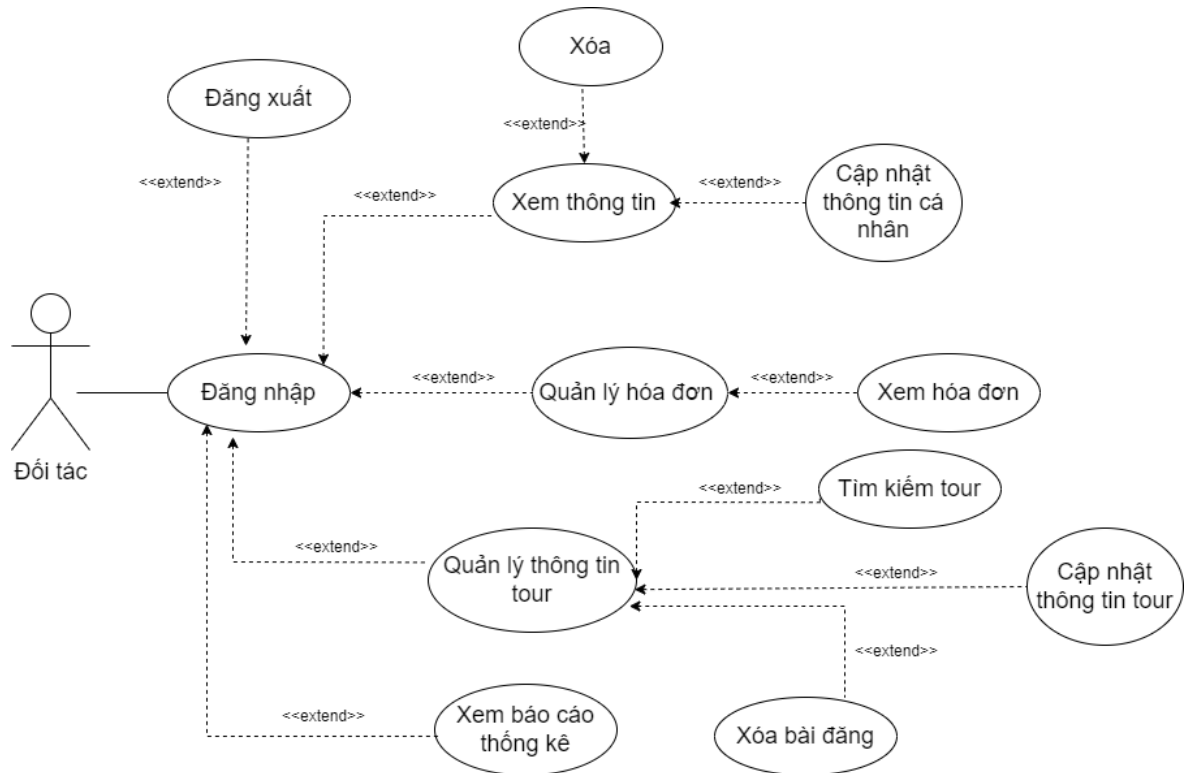 Xóa
Đăng xuất
<<extend>>
Cập nhật
thông tin cá
nhân
<<extend>>
<<extend>>
<<extend>>
Xem thông tin
Đăng nhập
<<extend>>
Quản lý hóa đơn
<<extend>>
Xem hóa đơn
Đối tác
<<extend>>
Tìm kiếm tour
<<extend>>
Quản lý thông tin
tour
<<extend>>
Cập nhật
thông tin tour
<<extend>>
<<extend>>
Xem báo cáo
thống kê
Xóa bài đăng